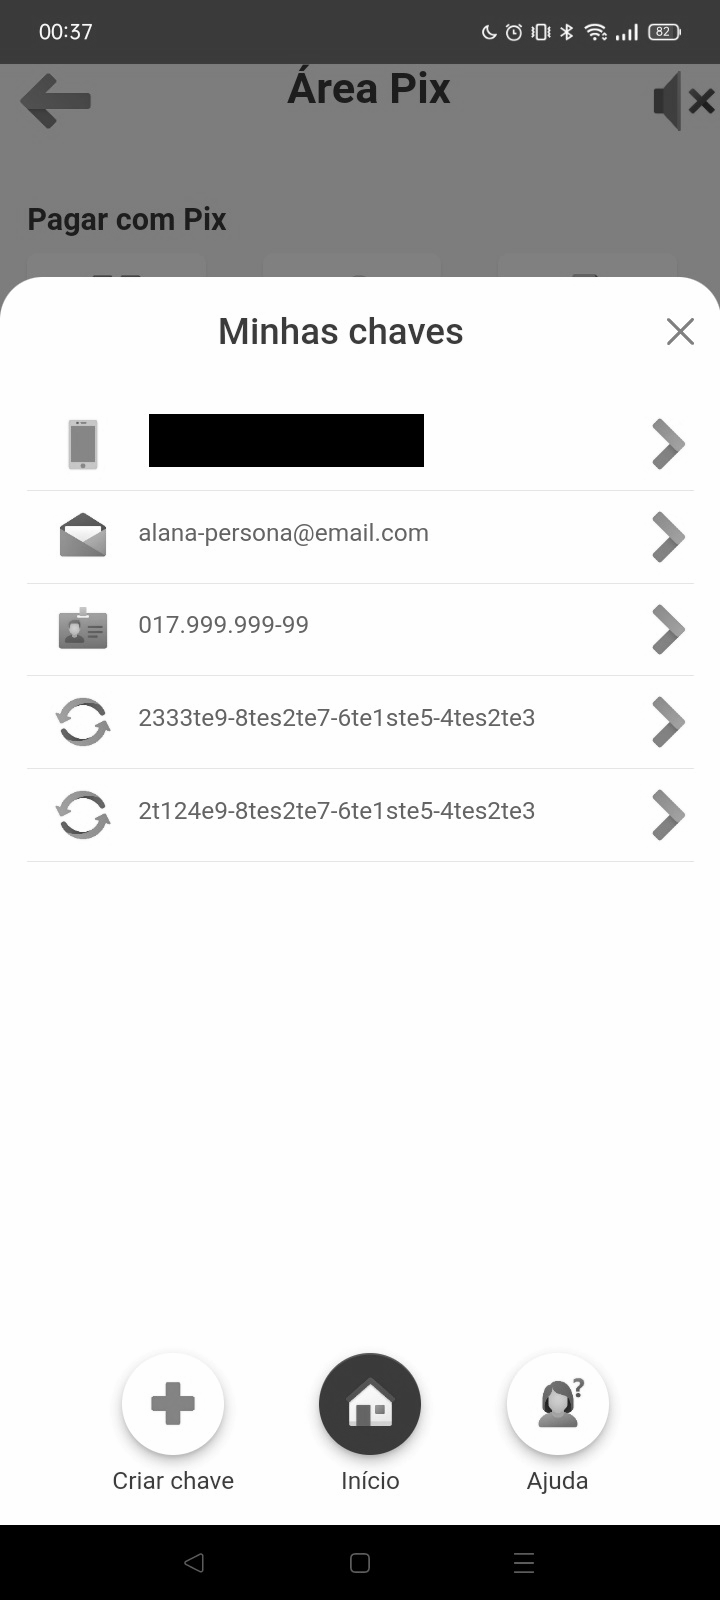 00:37
82
Área Pix
Pagar com Pix
Minhas chaves
alana-persona@email.com
017.999.999-99
2333te9-8tes2te7-6te1ste5-4tes2te3
2t124e9-8tes2te7-6te1ste5-4tes2te3
?
Criar chave
Início
Ajuda